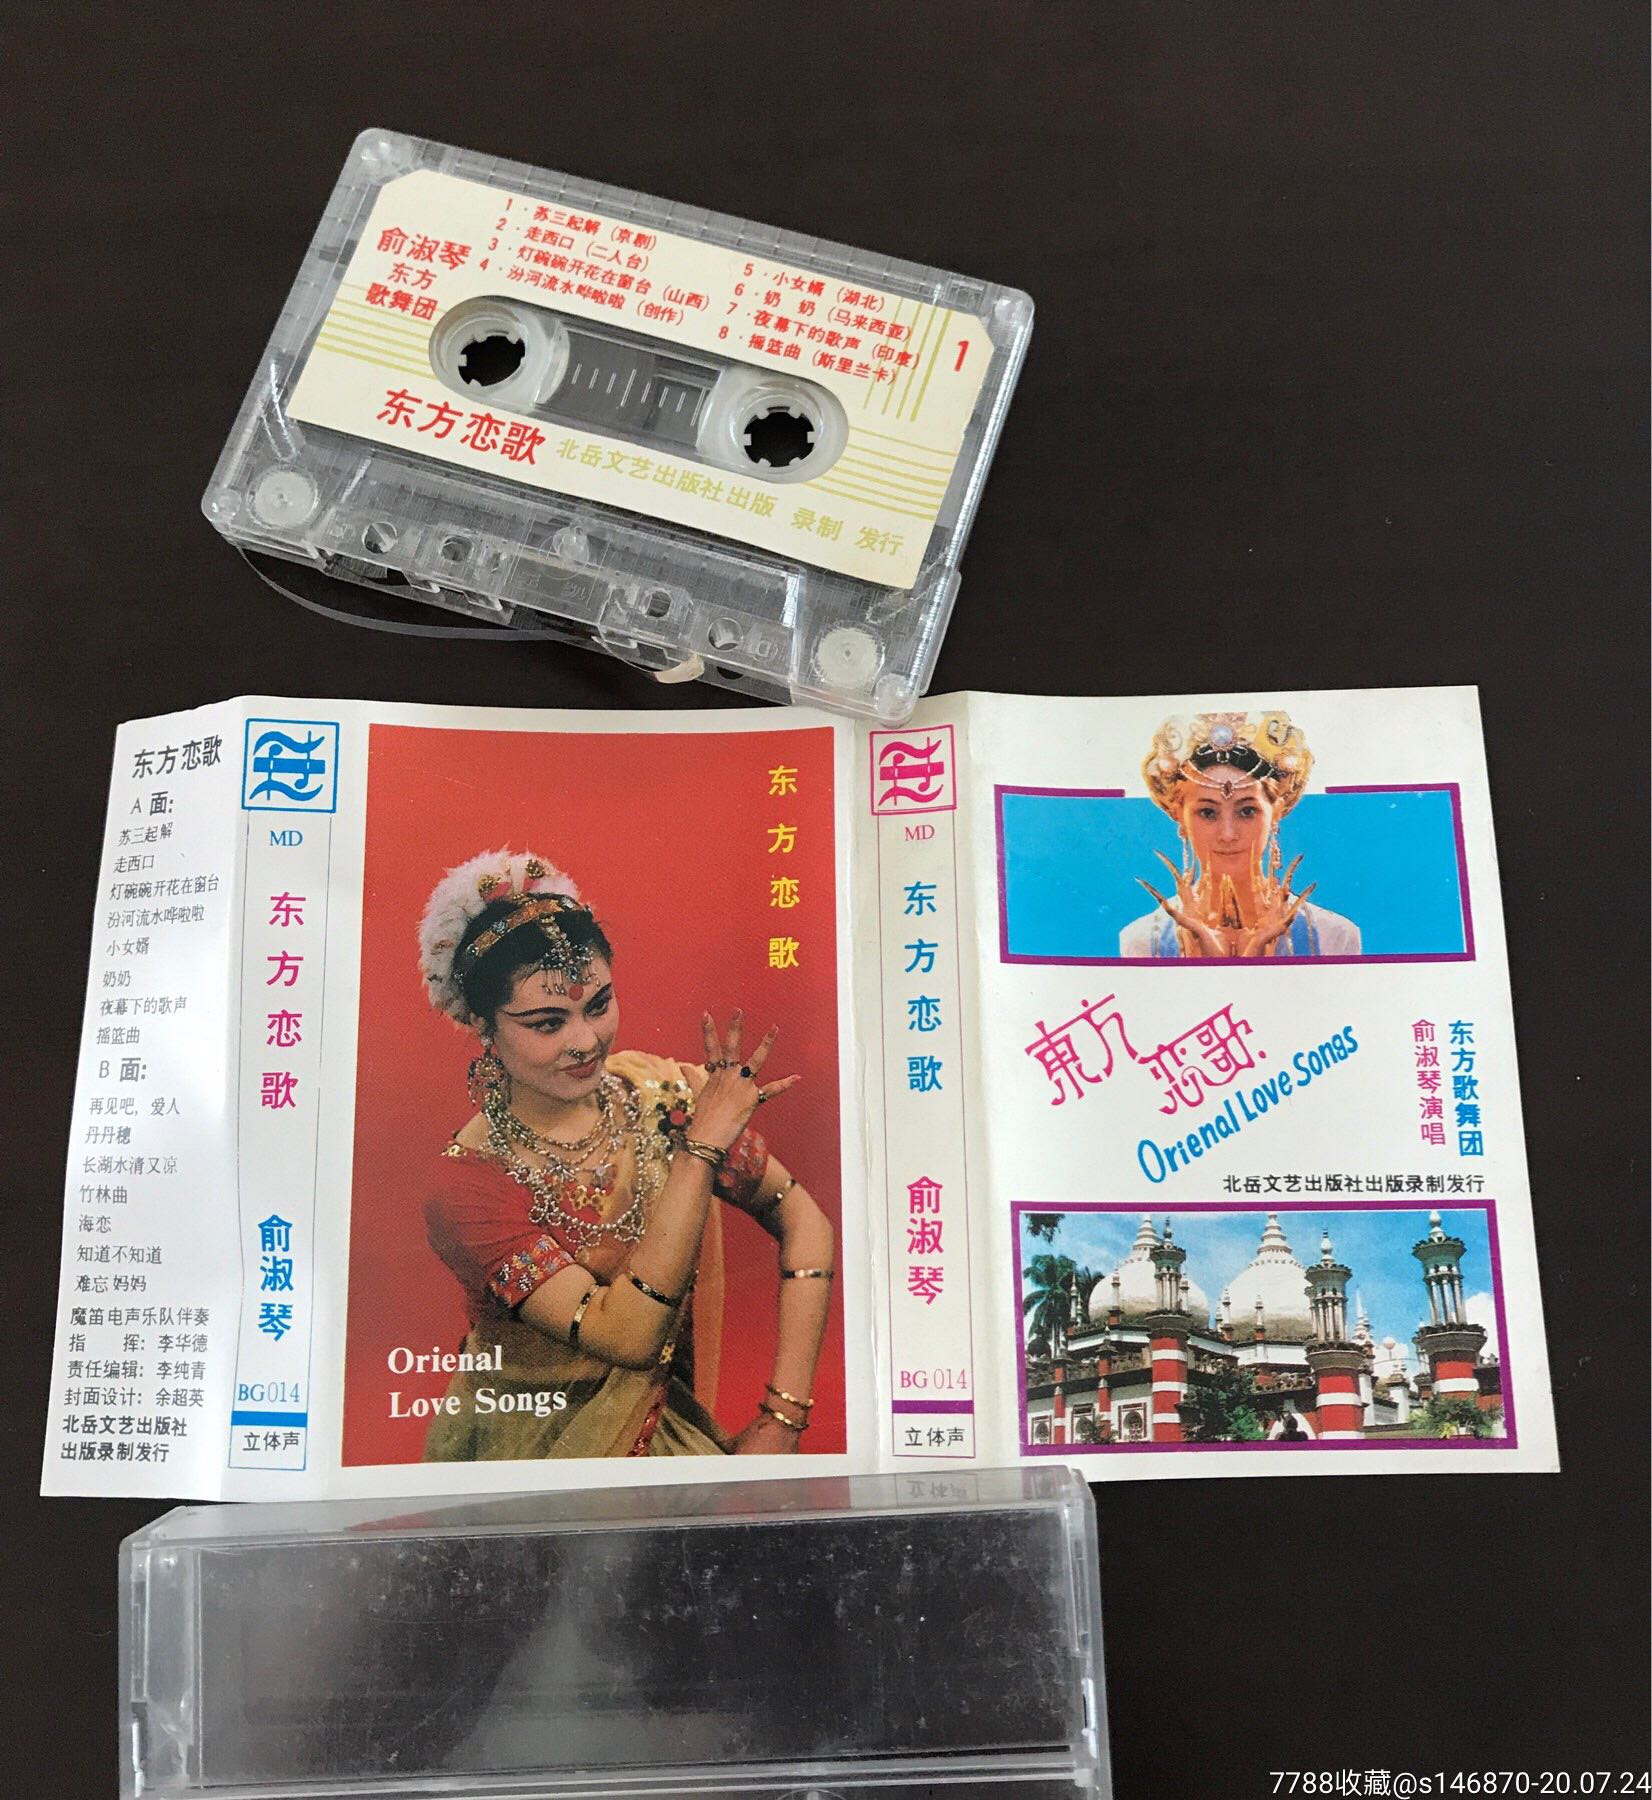 俞淑琴
东方
歌舞团
1 · 苏三起解 (京剧)
2 · 走西口 (二人台)
3 · 灯碗碗开花在窗台 (山西)
4 · 汾河流水哗啦啦 (创作)
5 · 小女婿 (湖北)
6 · 奶 奶 (马来西亚)
7 · 夜幕下的歌声 (印度)
8 · 摇篮曲 (斯里兰卡)
1
东方恋歌
北岳文艺出版社出版 录制 发行
东方恋歌
A 面:
苏三起解
走西口
灯碗碗开花在窗台
汾河流水哗啦啦
小女婿
奶奶
夜幕下的歌声
摇篮曲
B 面:
再见吧，爱人
丹丹穗
长湖水清又凉
竹林曲
海恋
知道不知道
难忘妈妈
魔笛电声乐队伴奏
指 挥: 李华德
责任编辑: 李纯青
封面设计: 余超英
北岳文艺出版社
出版录制发行
MD
东方恋歌
俞淑琴
BG014
立体声
东方恋歌
Orienal
Love Songs
MD
东方恋歌
俞淑琴
BG014
立体声
東方
恋歌
Orienal Love Songs
东方歌舞团
俞淑琴演唱
北岳文艺出版社出版录制发行
7788收藏@s146870-20.07.24